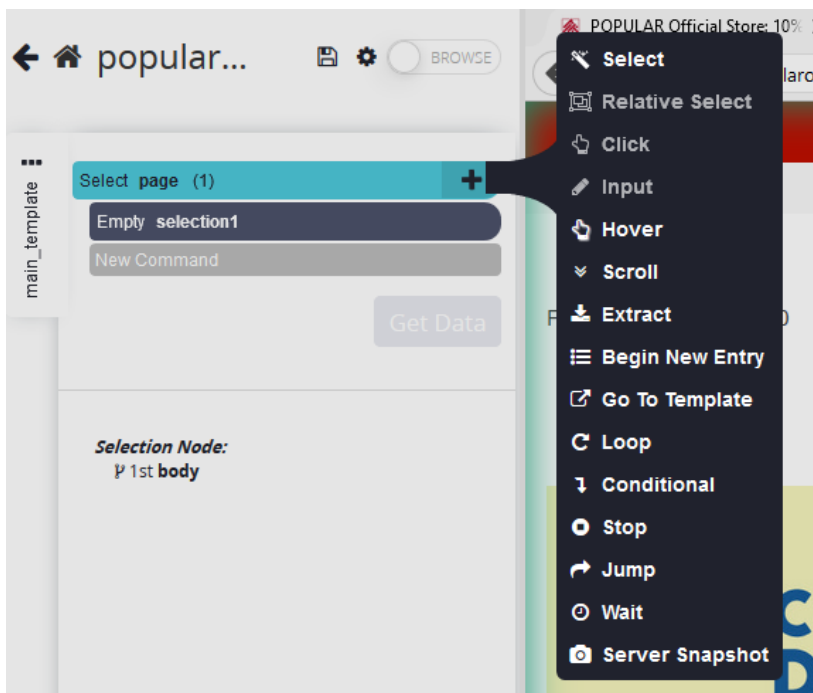 POPULAR Official Store: 10%
popular...
BROWSE
laro
main_template
Select page (1)
Empty selection1
New Command
Get Data
Selection Node:
1st body
Select
Relative Select
Click
Input
Hover
Scroll
Extract
Begin New Entry
Go To Template
Loop
Conditional
Stop
Jump
Wait
Server Snapshot